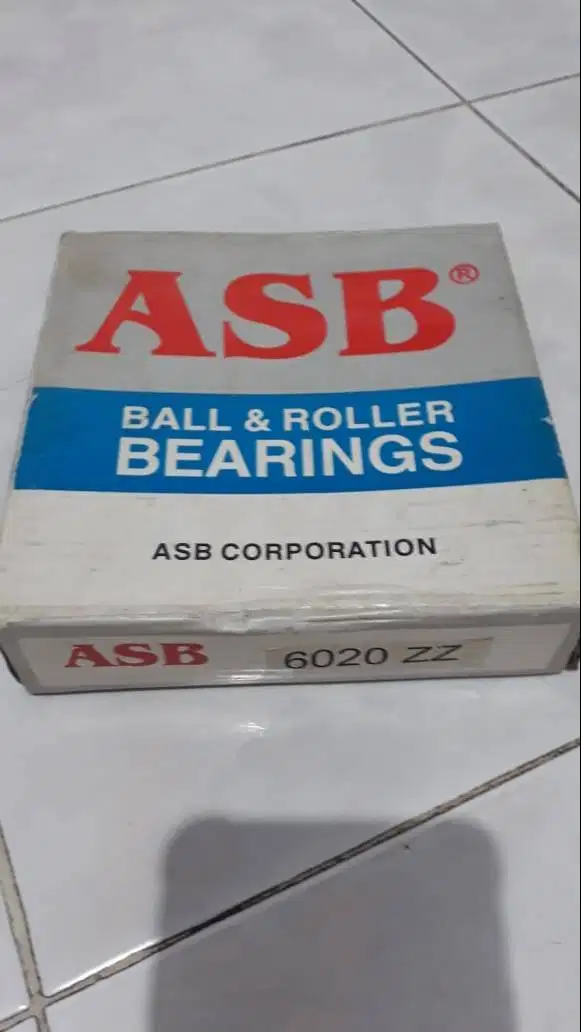 ASB®
BALL & ROLLER
BEARINGS
ASB CORPORATION
ASB 6020 ZZ